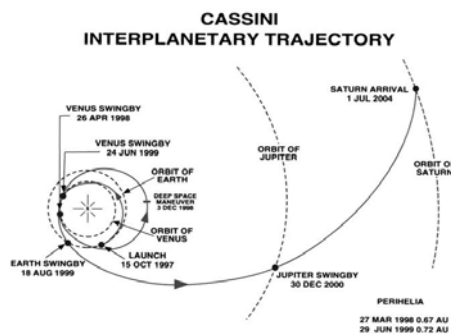 CASSINI
INTERPLANETARY TRAJECTORY
VENUS SWINGBY
26 APR 1998
VENUS SWINGBY
24 JUN 1999
ORBIT OF
EARTH
DEEP SPACE
MANEUVER
3 DEC 1998
ORBIT OF
VENUS
LAUNCH
15 OCT 1997
EARTH SWINGBY
18 AUG 1999
SATURN ARRIVAL
1 JUL 2004
ORBIT OF
JUPITER
ORBIT OF
SATURN
JUPITER SWINGBY
30 DEC 2000
PERIHELIA
27 MAR 1998 0.67 AU
29 JUN 1999 0.72 AU